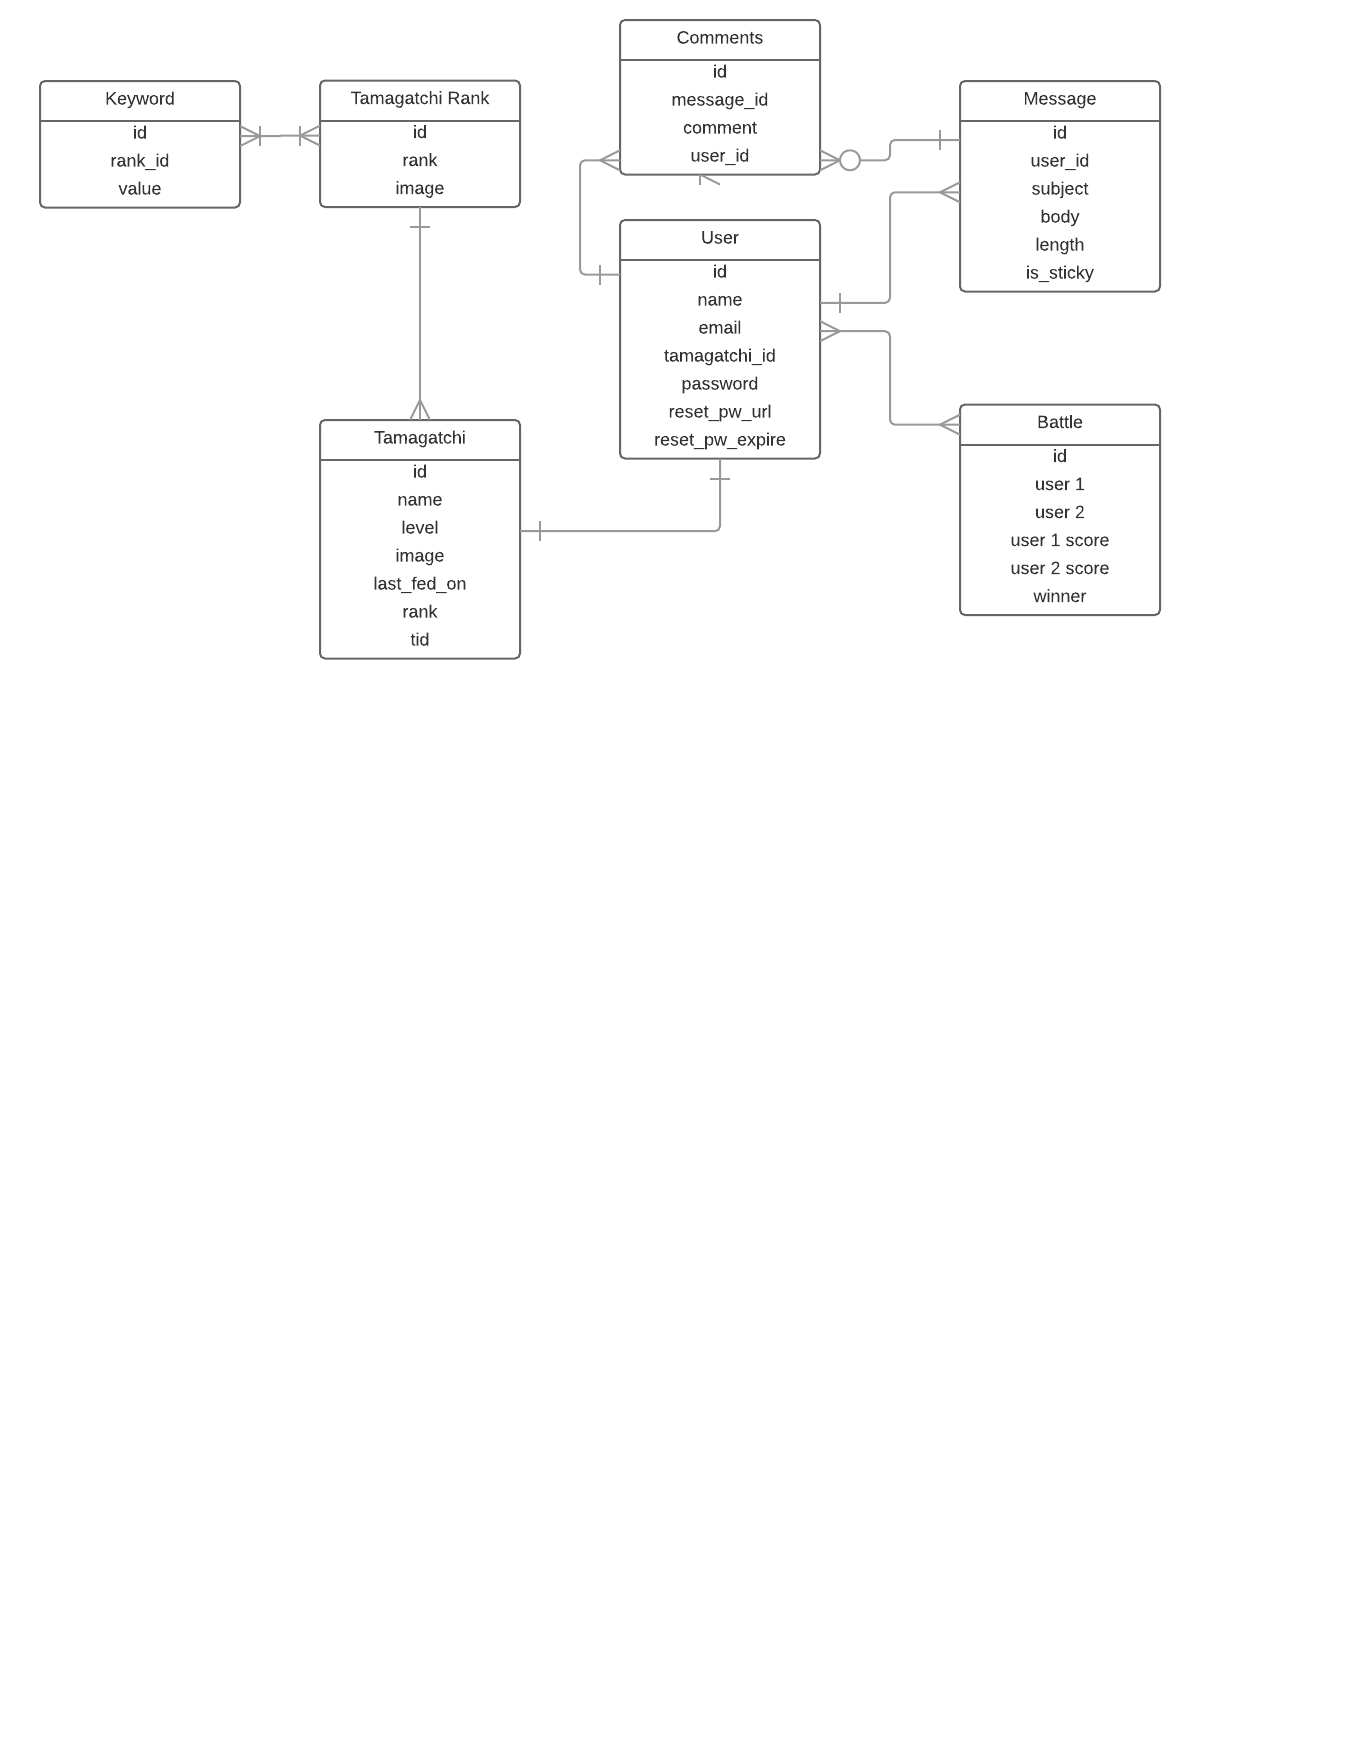 Keyword
id
rank_id
value
Tamagatchi Rank
id
rank
image
Comments
id
message_id
comment
user_id
Message
id
user_id
subject
body
length
is_sticky
User
id
name
email
tamagatchi_id
password
reset_pw_url
reset_pw_expire
Tamagatchi
id
name
level
image
last_fed_on
rank
tid
Battle
id
user 1
user 2
user 1 score
user 2 score
winner